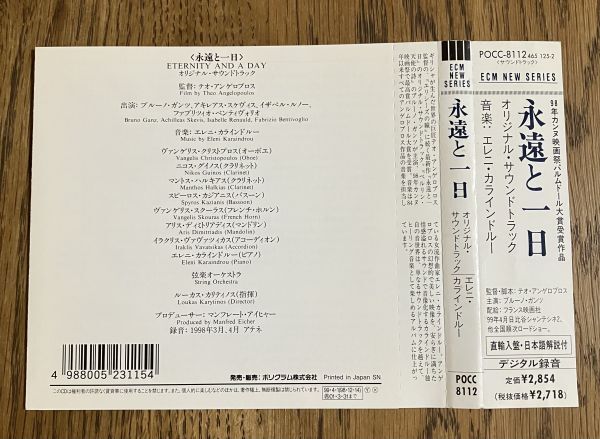 〈永遠と一日〉
ETERNITY AND A DAY
オリジナル・サウンドトラック
監督：テオ・アンゲロプロス
Film by Theo Angelopoulos
出演：ブルーノ・ガンツ、アキレアス・スケヴィス、イザベル・ルノー、
ファブリツィオ・ベンティヴォリオ
Bruno Ganz, Achilleas Skevis, Isabelle Renauld, Fabrizio Bentivoglio
音楽：エレニ・カラインドルー
Music by Eleni Karaindrou
ヴァンゲリス・クリストプロス（オーボエ）
Vangelis Christopoulos (Oboe)
ニコス・ギノス（クラリネット）
Nikos Guinos (Clarinet)
マントス・ハルキアス（クラリネット）
Manthos Halkias (Clarinet)
スピーロス・カジアニス（バスーン）
Spyros Kazianis (Bassoon)
ヴァンゲリス・スクーラス（フレンチ・ホルン）
Vangelis Skouras (French Horn)
アリス・ディミトリアディス（マンドリン）
Aris Dimitriadis (Mandolin)
イラクリス・ヴァヴァツィカス（アコーディオン）
Iraklis Vavatsikas (Accordion)
エレニ・カラインドルー（ピアノ）
Eleni Karaindrou (Piano)
弦楽オーケストラ
String Orchestra
ルーカス・カリティノス（指揮）
Loukas Karytinos (Director)
プロデューサー：マンフレート・アイヒャー
Produced by Manfred Eicher
録音：1998年3月、4月 アテネ
4 988005 231154
発売・販売：ポリグラム株式会社
Printed in Japan SN
ECM
NEW
SERIES
永遠と一日
オリジナル・
サウンドトラック
エレニ・
カラインドルー
POCC
8112
POCC-8112 465 125-2
〈サウンドトラック〉
ECM NEW SERIES
98年カンヌ映画祭パルムドール大賞受賞作品
永遠と一日
オリジナル・サウンドトラック
音楽：エレニ・カラインドルー
監督・脚本：テオ・アンゲロプロス
主演：ブルーノ・ガンツ
配給：フランス映画社
99年4月日比谷シャンテシネ2、
他全国順次ロードショー。
直輸入盤・日本語解説付
デジタル録音
定価¥2,854
(税抜価格¥2,718)